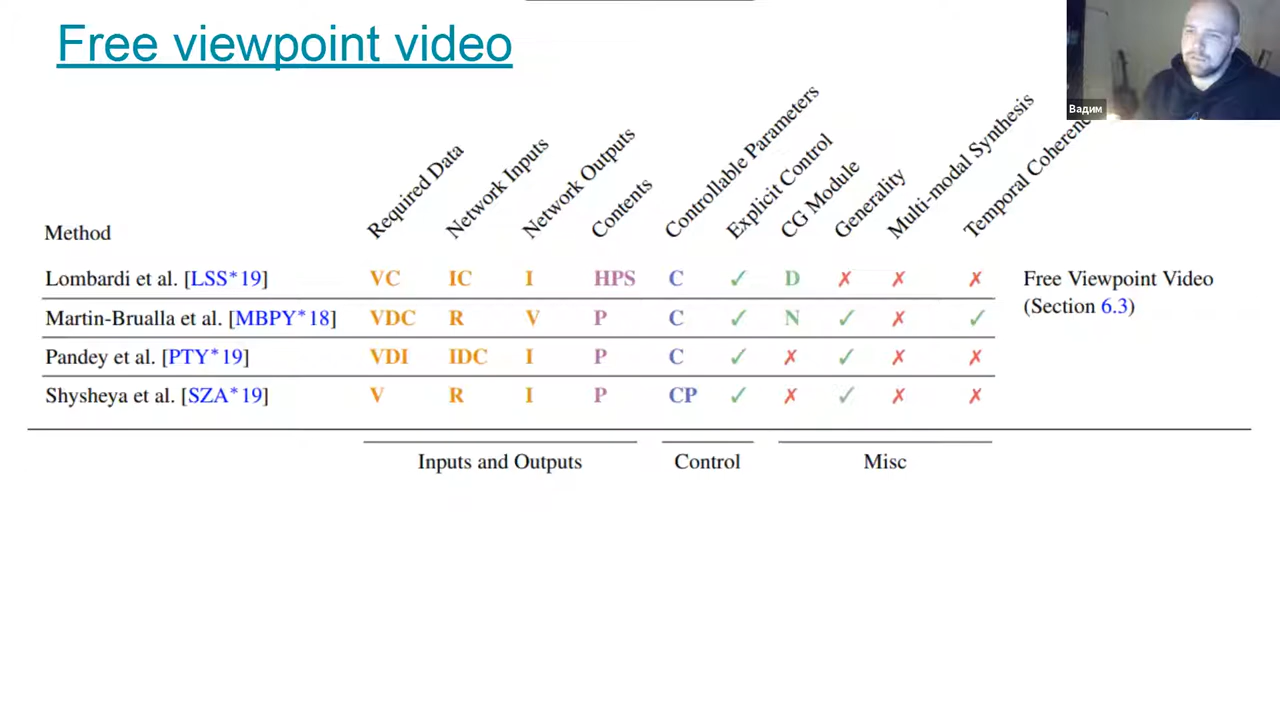 Free viewpoint video
Вадим
Method Required Data Network Inputs Network Outputs Contents Controllable Parameters Explicit Control CG Module Generality Multi-modal Synthesis Temporal
Lombardi et al. [LSS*19] VC IC I HPS C ✓ D ✗ ✗ ✗ Free Viewpoint Video
(Section 6.3)
Martin-Brualla et al. [MBPY*18] VDC R V P C ✓ N ✓ ✗ ✓
Pandey et al. [PTY*19] VDI IDC I P C ✓ ✗ ✓ ✗ ✗
Shysheya et al. [SZA*19] V R I P CP ✓ ✗ ✓ ✗ ✗
Inputs and Outputs Control Misc